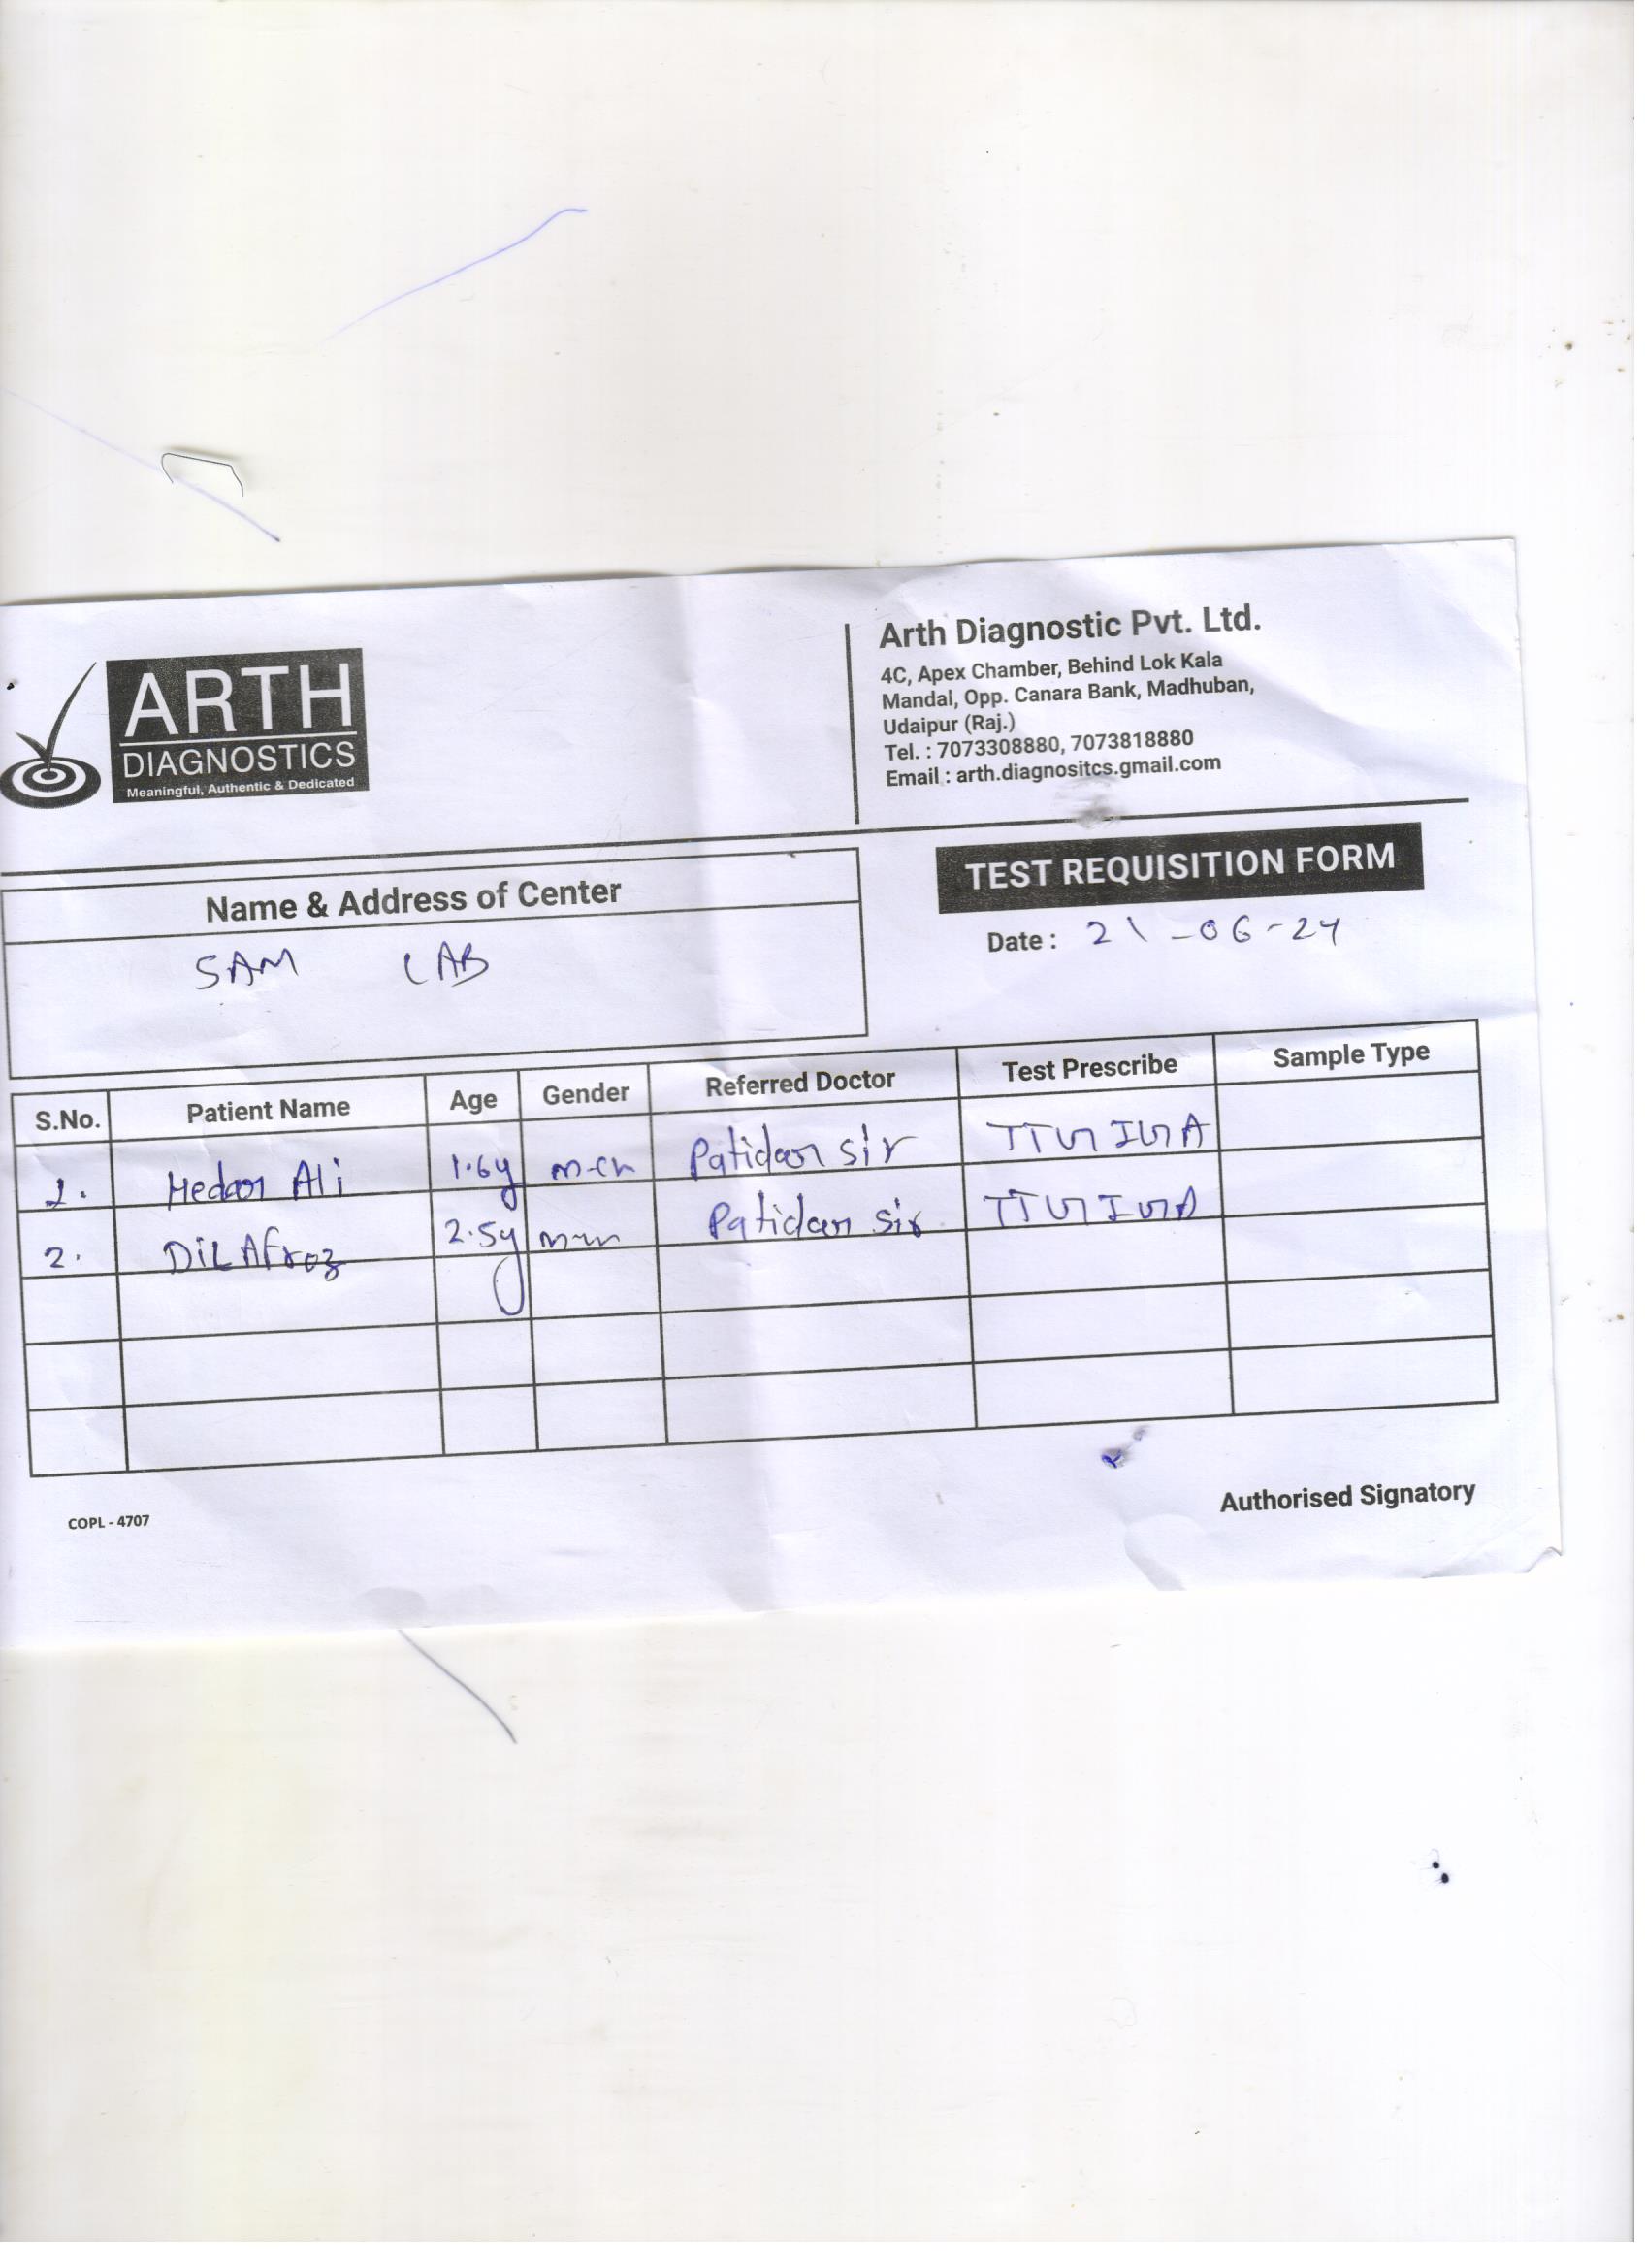 ARTH
DIAGNOSTICS
Meaningful, Authentic & Dedicated
Arth Diagnostic Pvt. Ltd.
4C, Apex Chamber, Behind Lok Kala
Mandal, Opp. Canara Bank, Madhuban,
Udaipur (Raj.)
Tel. : 7073308880, 7073818880
Email : arth.diagnositcs.gmail.com
TEST REQUISITION FORM
Name & Address of Center
SAM LAB
Date : 21-06-24
S.No. Patient Name Age Gender Referred Doctor Test Prescribe Sample Type
1. Hedar Ali 1.6y m-ch Patidar sir
2. DiLAfroz 2.5y Patidar sir
COPL - 4707
Authorised Signatory